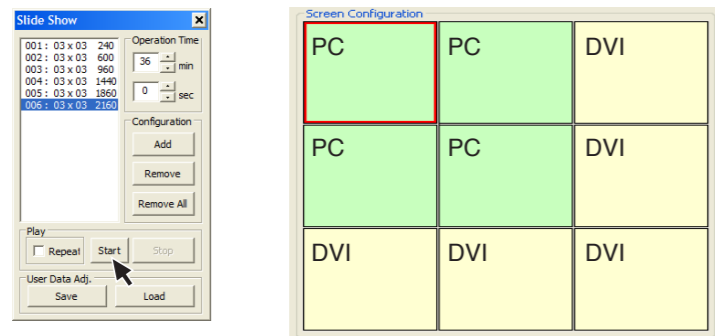 Slide Show
001 : 03 x 03 240
002 : 03 x 03 600
003 : 03 x 03 960
004 : 03 x 03 1440
005 : 03 x 03 1860
006 : 03 x 03 2160
Operation Time
36 min
0 sec
Configuration
Add
Remove
Remove All
Play
Repeat Start Stop
User Data Adj.
Save Load
Screen Configuration
PC PC DVI
PC PC DVI
DVI DVI DVI